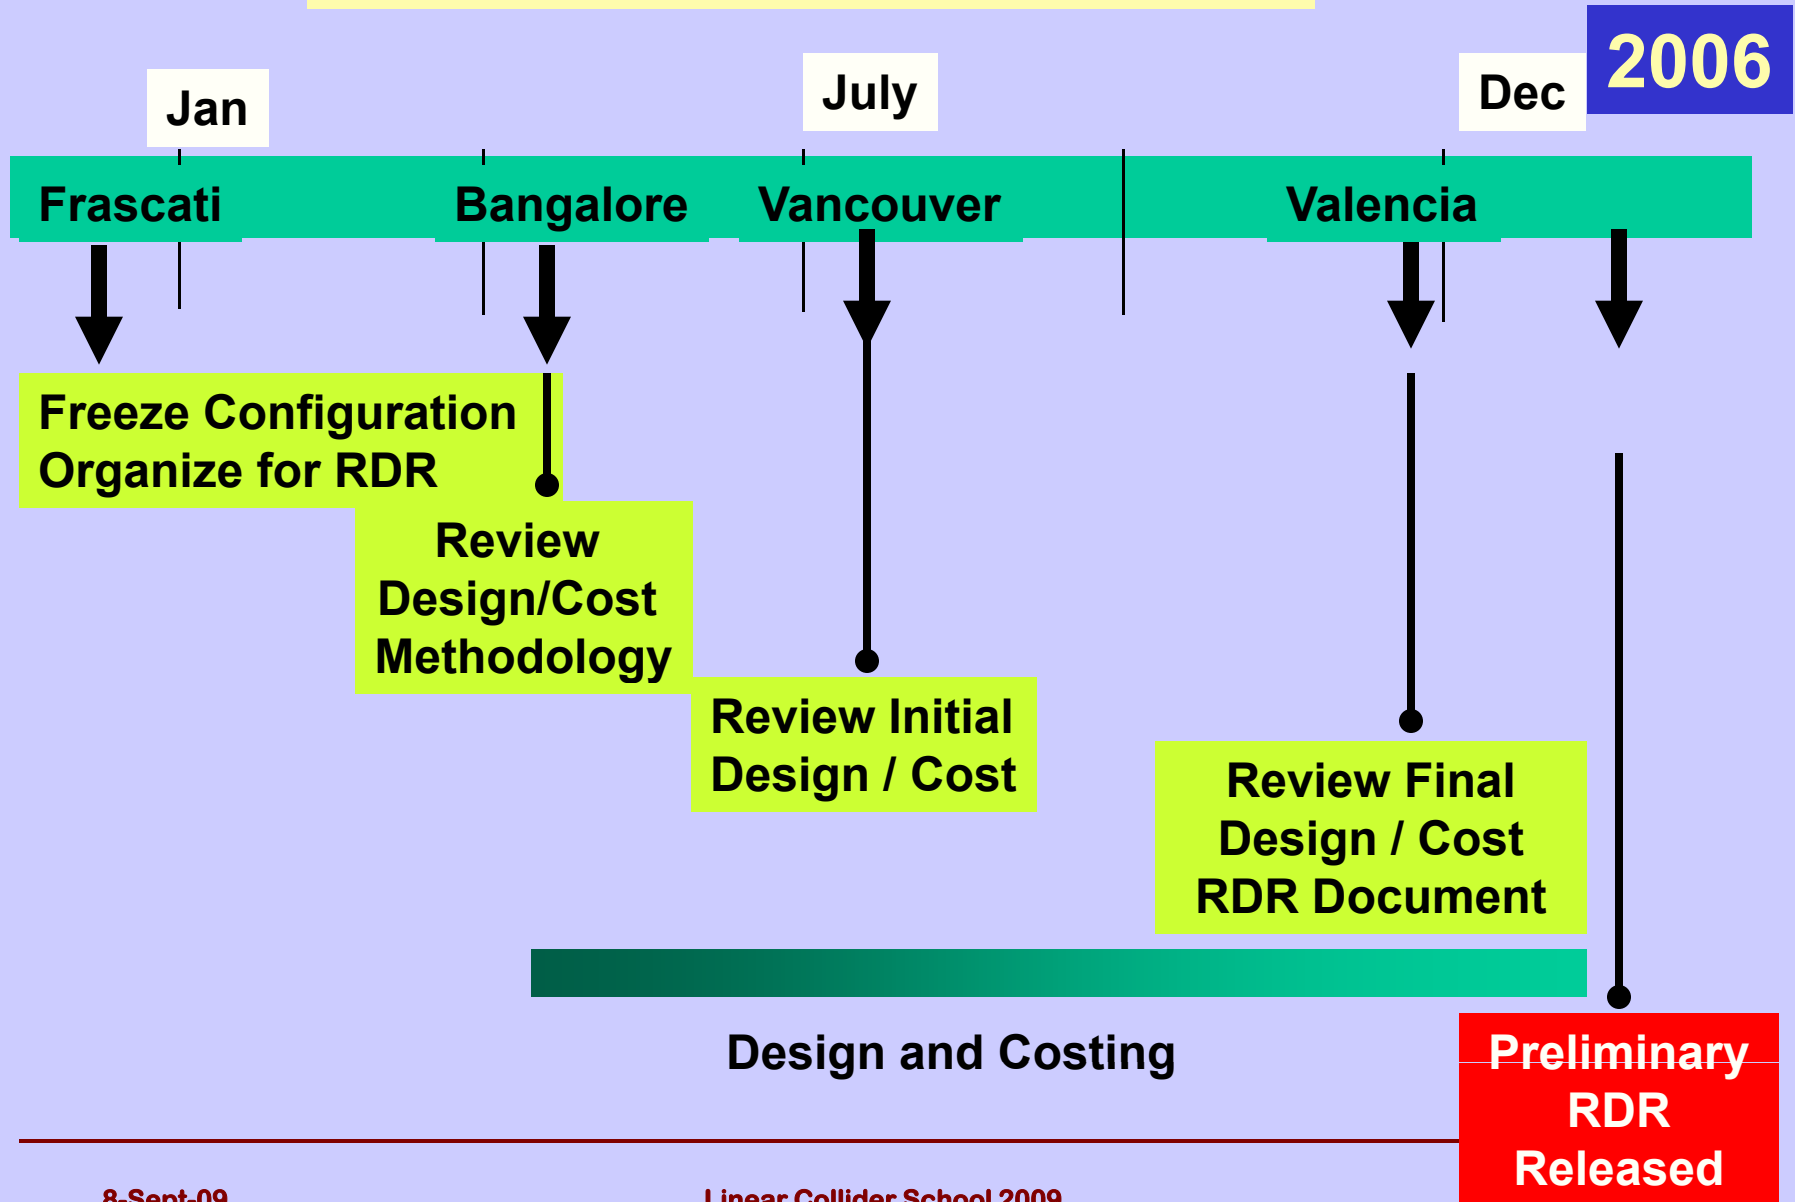 2006
Jan
July
Dec
Frascati
Bangalore
Vancouver
Valencia
Freeze Configuration
Organize for RDR
Review
Design/Cost
Methodology
Review Initial
Design / Cost
Review Final
Design / Cost
RDR Document
Design and Costing
Preliminary
RDR
Released
8-Sept-09
Linear Collider School 2009